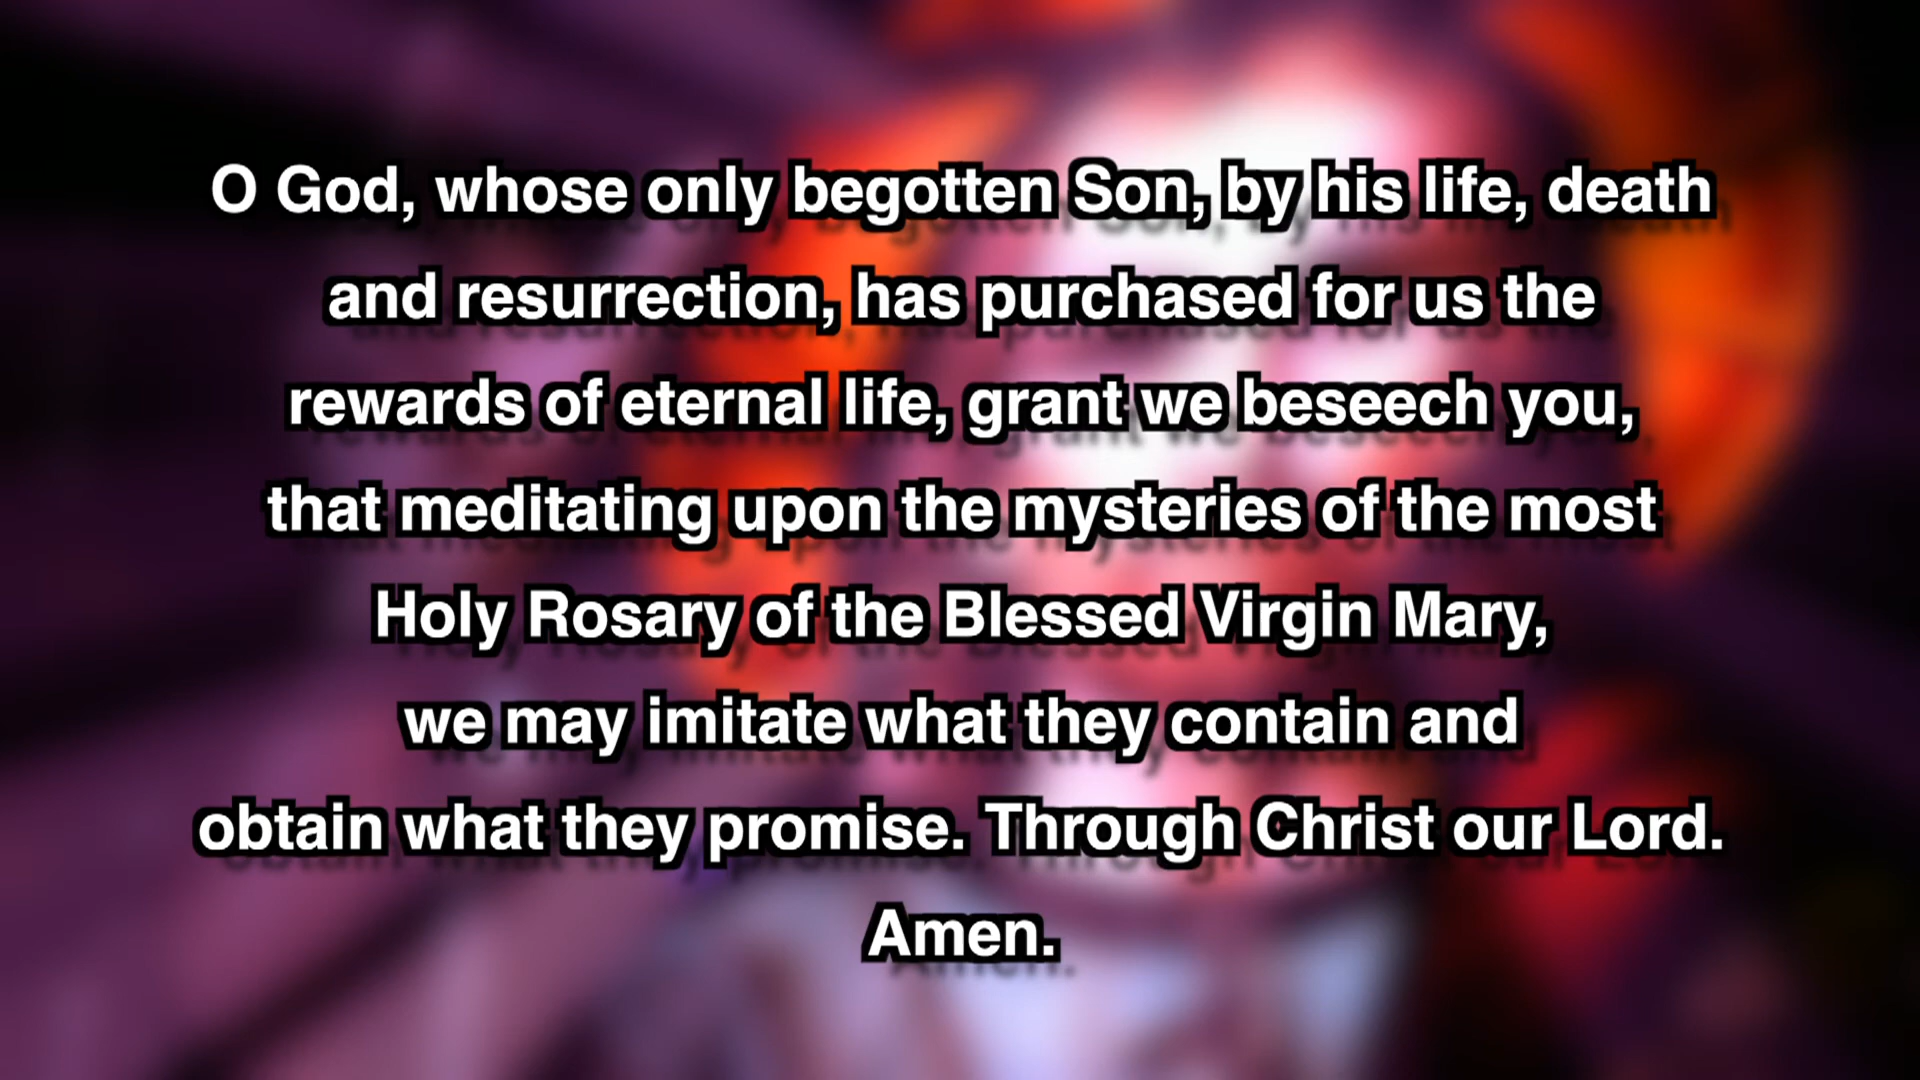 O God, whose only begotten Son, by his life, death
and resurrection, has purchased for us the
rewards of eternal life, grant we beseech you,
that meditating upon the mysteries of the most
Holy Rosary of the Blessed Virgin Mary,
we may imitate what they contain and
obtain what they promise. Through Christ our Lord.
Amen.